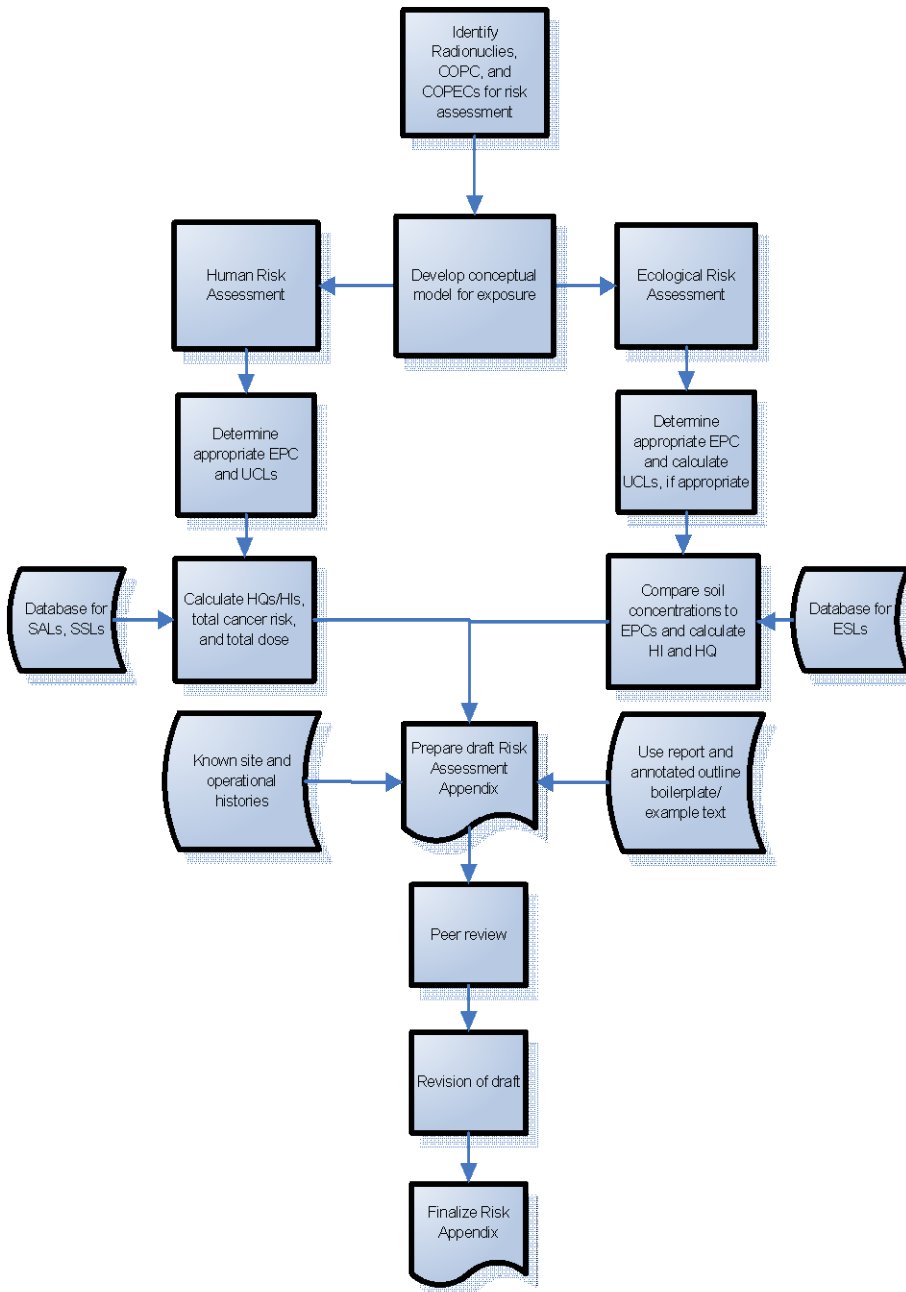 Identify
Radionuclies,
COPC, and
COPECs for risk
assessment
Human Risk
Assessment
Develop conceptual
model for exposure
Ecological Risk
Assessment
Determine
appropriate EPC
and UCLs
Determine
appropriate EPC
and calculate
UCLs, if appropriate
Database for
SALs, SSLs
Calculate HQs/HIs,
total cancer risk,
and total dose
Compare soil
concentrations to
EPCs and calculate
HI and HQ
Database for
ESLs
Known site and
operational
histories
Prepare draft Risk
Assessment
Appendix
Use report and
annotated outline
boilerplate/
example text
Peer review
Revision of draft
Finalize Risk
Appendix